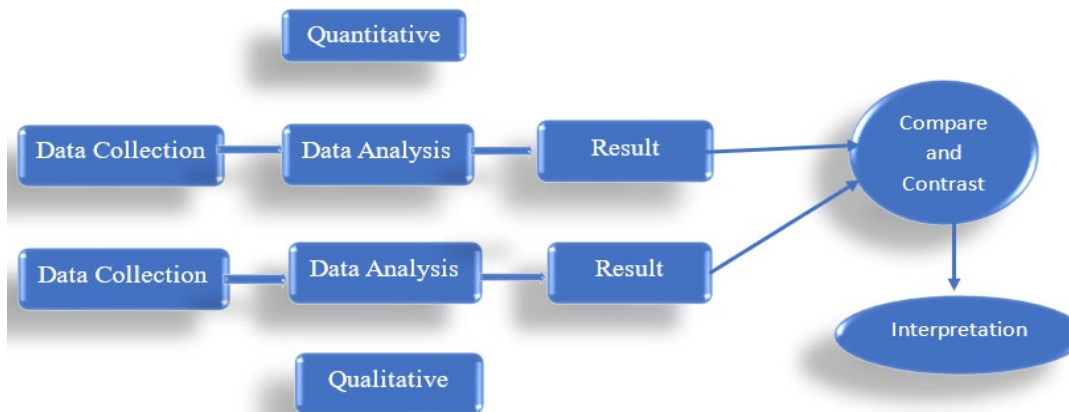 Quantitative
Data Collection
Data Analysis
Result
Compare
and
Contrast
Data Collection
Data Analysis
Result
Interpretation
Qualitative